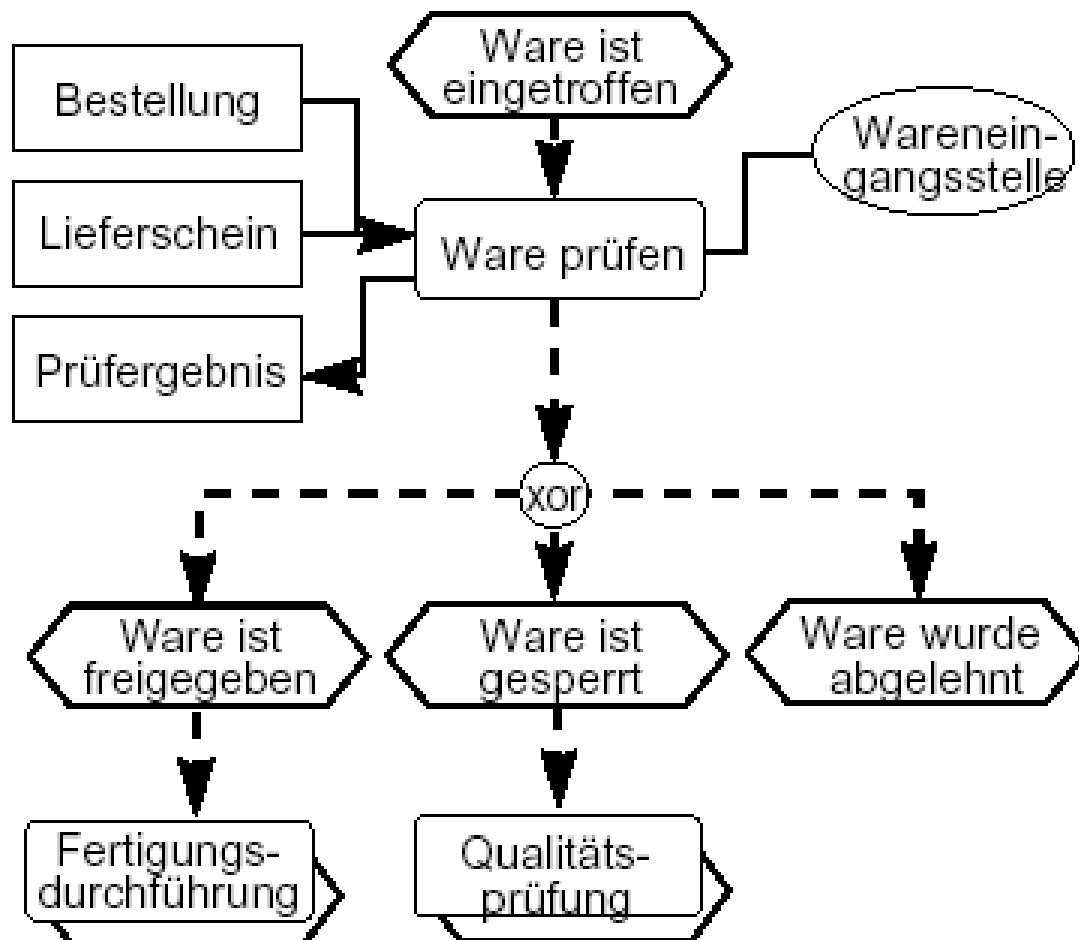 Ware ist
eingetroffen
Bestellung
Warenein-
gangsstelle
Lieferschein
Ware prüfen
Prüfergebnis
xor
Ware ist
freigegeben
Ware ist
gesperrt
Ware wurde
abgelehnt
Fertigungs-
durchführung
Qualitäts-
prüfung